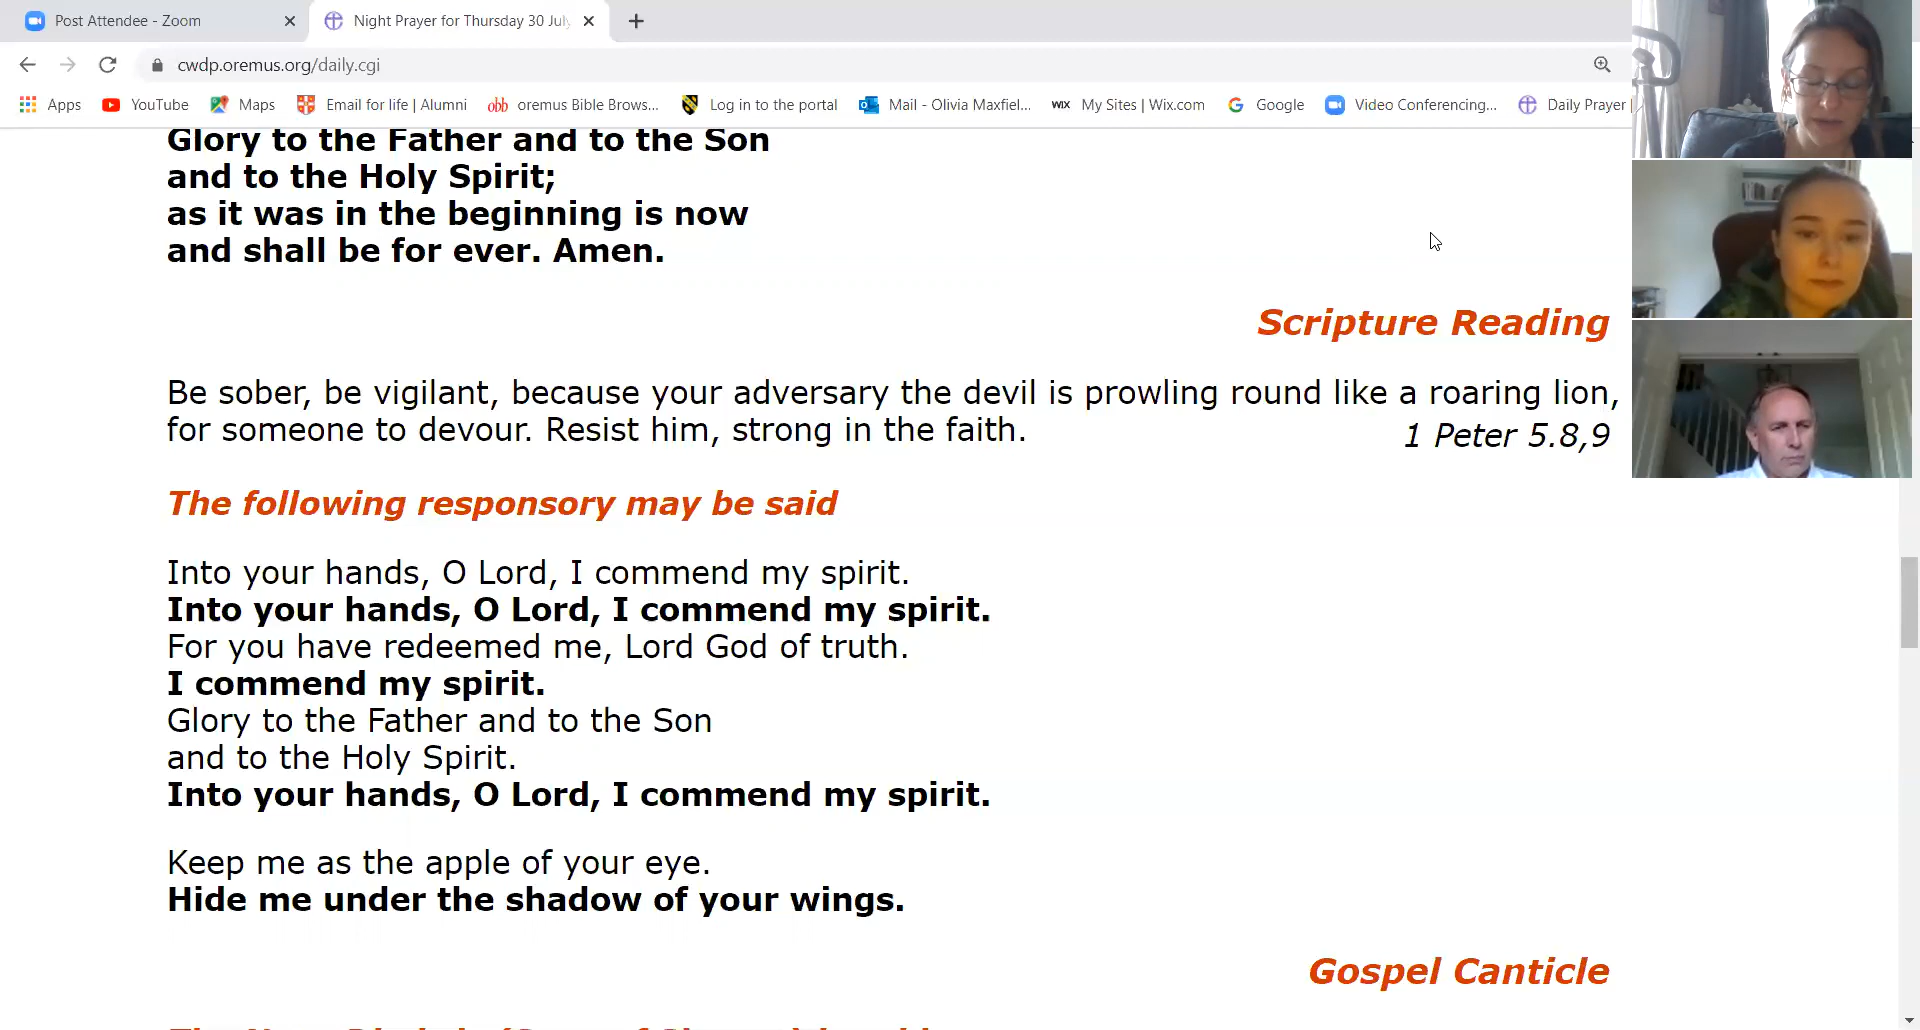 Post Attendee - Zoom
Night Prayer for Thursday 30 July
cwdp.oremus.org/daily.cgi
Apps YouTube Maps Email for life | Alumni obb oremus Bible Brows... Log in to the portal Mail - Olivia Maxfiel... WIX My Sites | Wix.com Google Video Conferencing... Daily Prayer |
Glory to the Father and to the Son
and to the Holy Spirit;
as it was in the beginning is now
and shall be for ever. Amen.
Scripture Reading
Be sober, be vigilant, because your adversary the devil is prowling round like a roaring lion,
for someone to devour. Resist him, strong in the faith. 1 Peter 5.8,9
The following responsory may be said
Into your hands, O Lord, I commend my spirit.
Into your hands, O Lord, I commend my spirit.
For you have redeemed me, Lord God of truth.
I commend my spirit.
Glory to the Father and to the Son
and to the Holy Spirit.
Into your hands, O Lord, I commend my spirit.
Keep me as the apple of your eye.
Hide me under the shadow of your wings.
Gospel Canticle